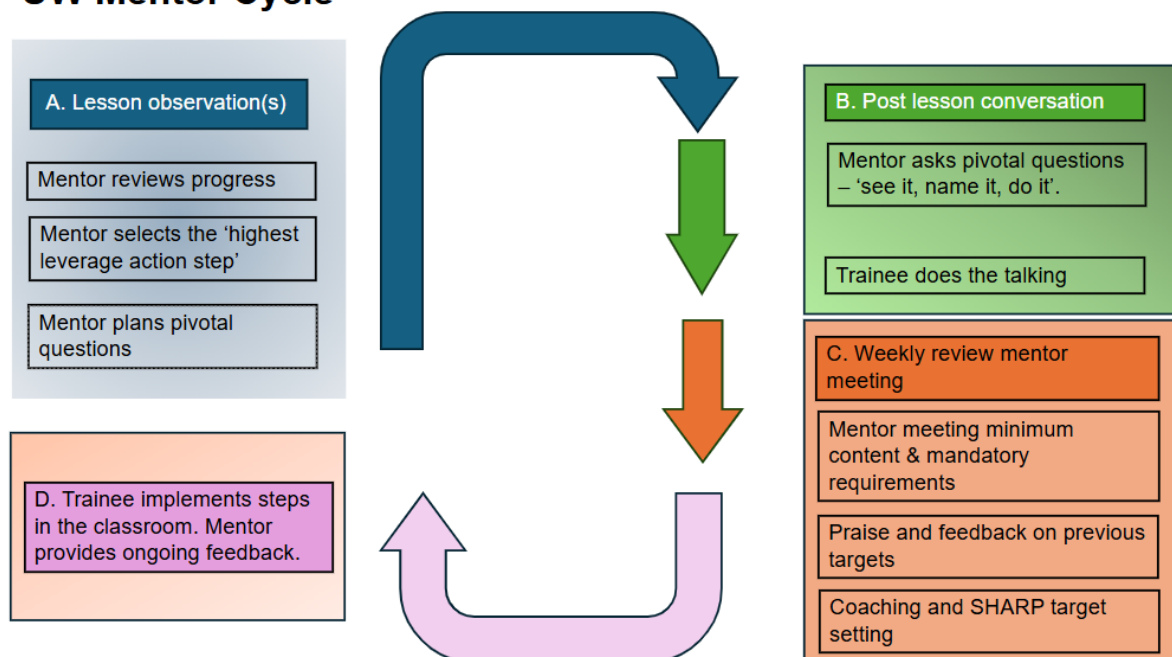 UW Mentor Cycle
A. Lesson observation(s)
Mentor reviews progress
Mentor selects the ‘highest
leverage action step’
Mentor plans pivotal
questions
B. Post lesson conversation
Mentor asks pivotal questions
– ‘see it, name it, do it’.
Trainee does the talking
C. Weekly review mentor
meeting
Mentor meeting minimum
content & mandatory
requirements
Praise and feedback on previous
targets
Coaching and SHARP target
setting
D. Trainee implements steps
in the classroom. Mentor
provides ongoing feedback.